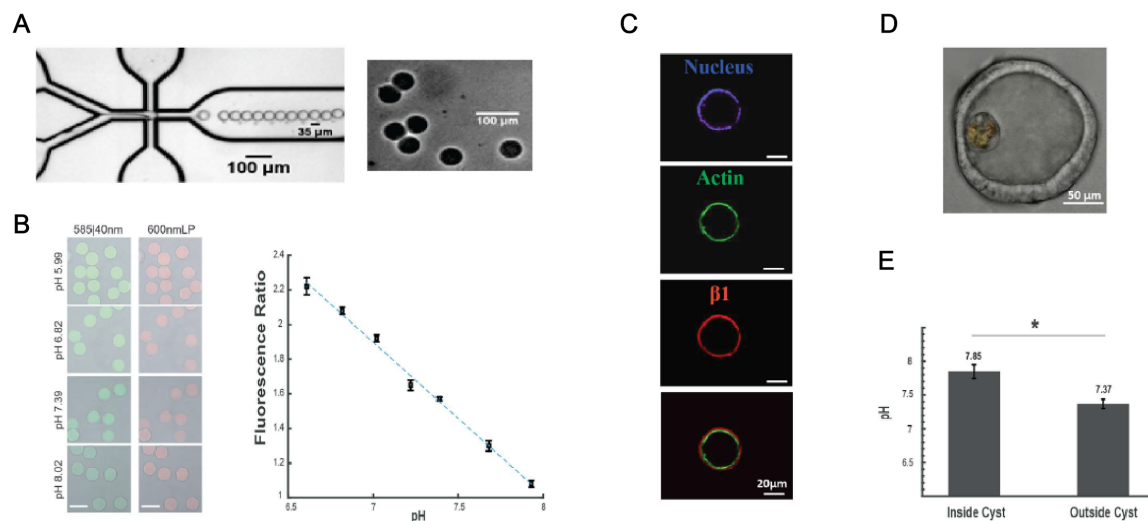 A
35 µm
100 µm
100 µm
B
585|40nm
600nmLP
pH 5.99
pH 6.82
pH 7.39
pH 8.02
Fluorescence Ratio
2.4
2.2
2
1.8
1.6
1.4
1.2
1
6.5
7
7.5
8
pH
C
Nucleus
Actin
β1
20µm
D
50 µm
E
*
7.85
7.37
pH
8
7.5
7
6.5
Inside Cyst
Outside Cyst